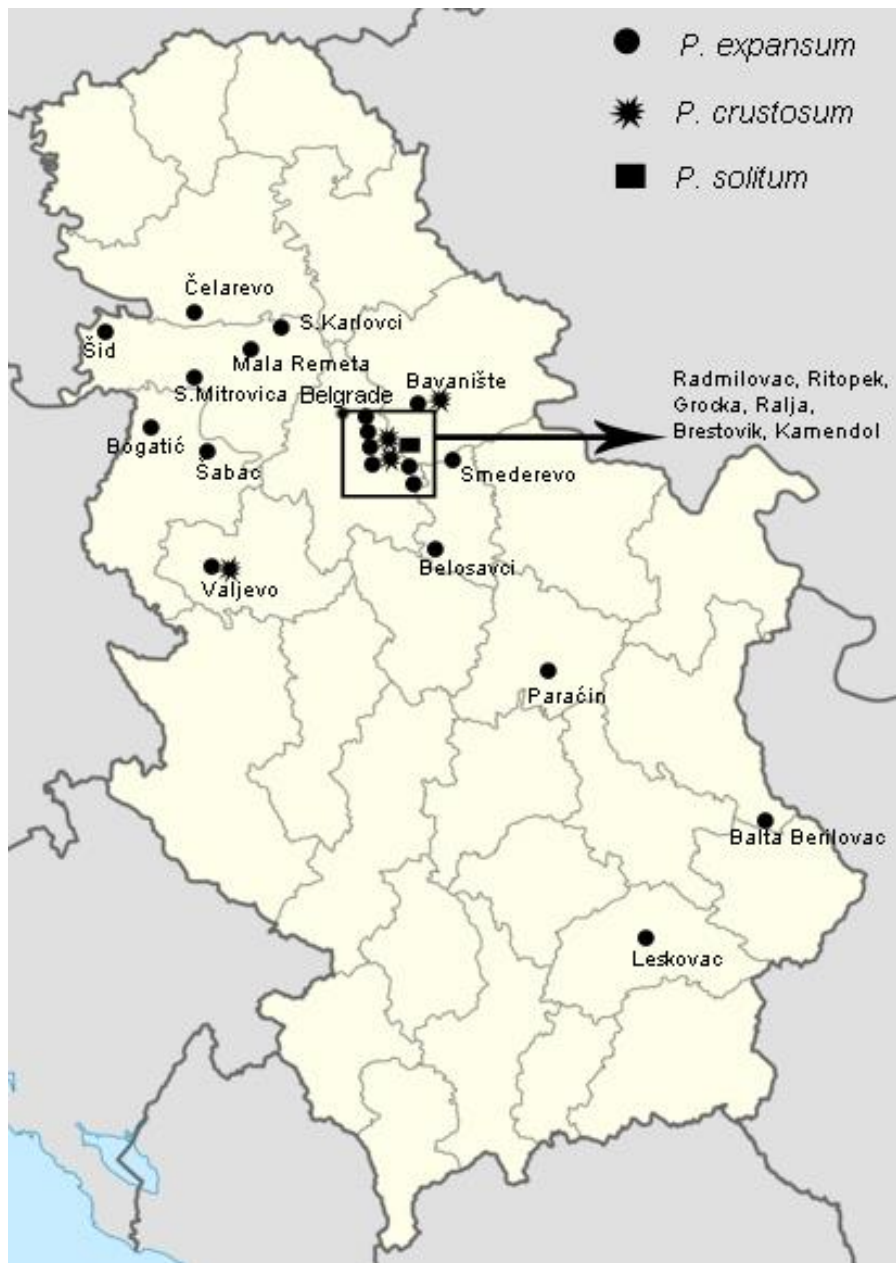 P. expansum
P. crustosum
P. solitum
Čelarevo
S.Karlovci
Šid
Mala Remeta
S.Mitrovica
Belgrade
Bavanište
Radmilovac, Ritopek,
Grocka, Ralja,
Brestovik, Kamendol
Bogatić
Šabac
Smederevo
Belosavci
Valjevo
Paraćin
Balta Berilovac
Leskovac